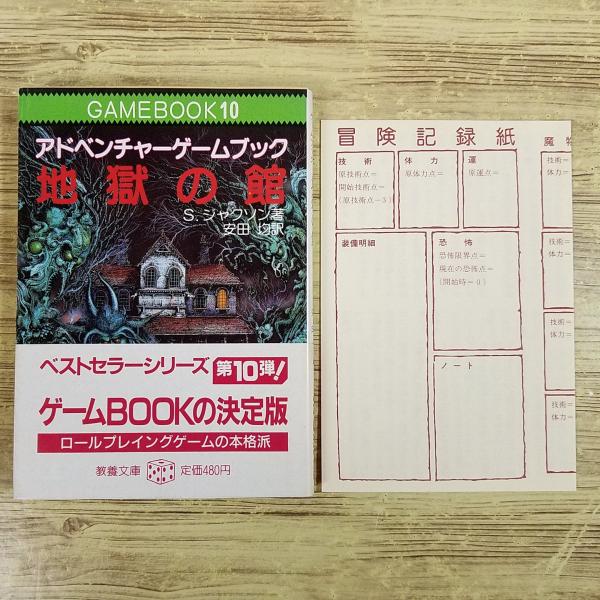 GAMEBOOK10
アドベンチャーゲームブック
地獄の館
S.ジャクソン著
安田 均訳
ベストセラーシリーズ 第10弾!
ゲームBOOKの決定版
ロールプレイングゲームの本格派
教養文庫 定価480円
冒険記録紙
魔物
技術
原技術点=
開始技術点=
(原技術点−3)
体力
原体力点=
運
原運点=
技術=
体力=
装備明細
恐怖
恐怖限界点=
現在の恐怖点=
(開始時=0)
技術=
体力=
技術=
体力=
ノート
技術=
体力=